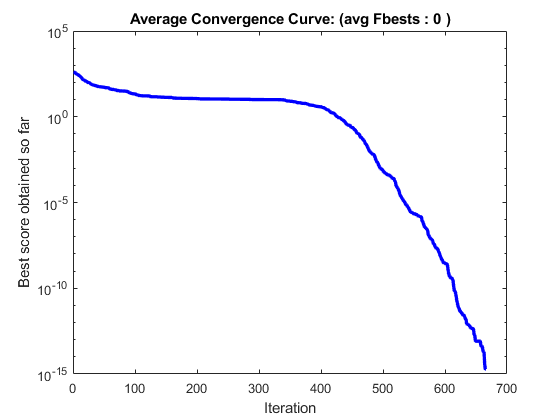 Average Convergence Curve: (avg Fbests : 0 )
Best score obtained so far
10^5
10^0
10^-5
10^-10
10^-15
0 100 200 300 400 500 600 700
Iteration